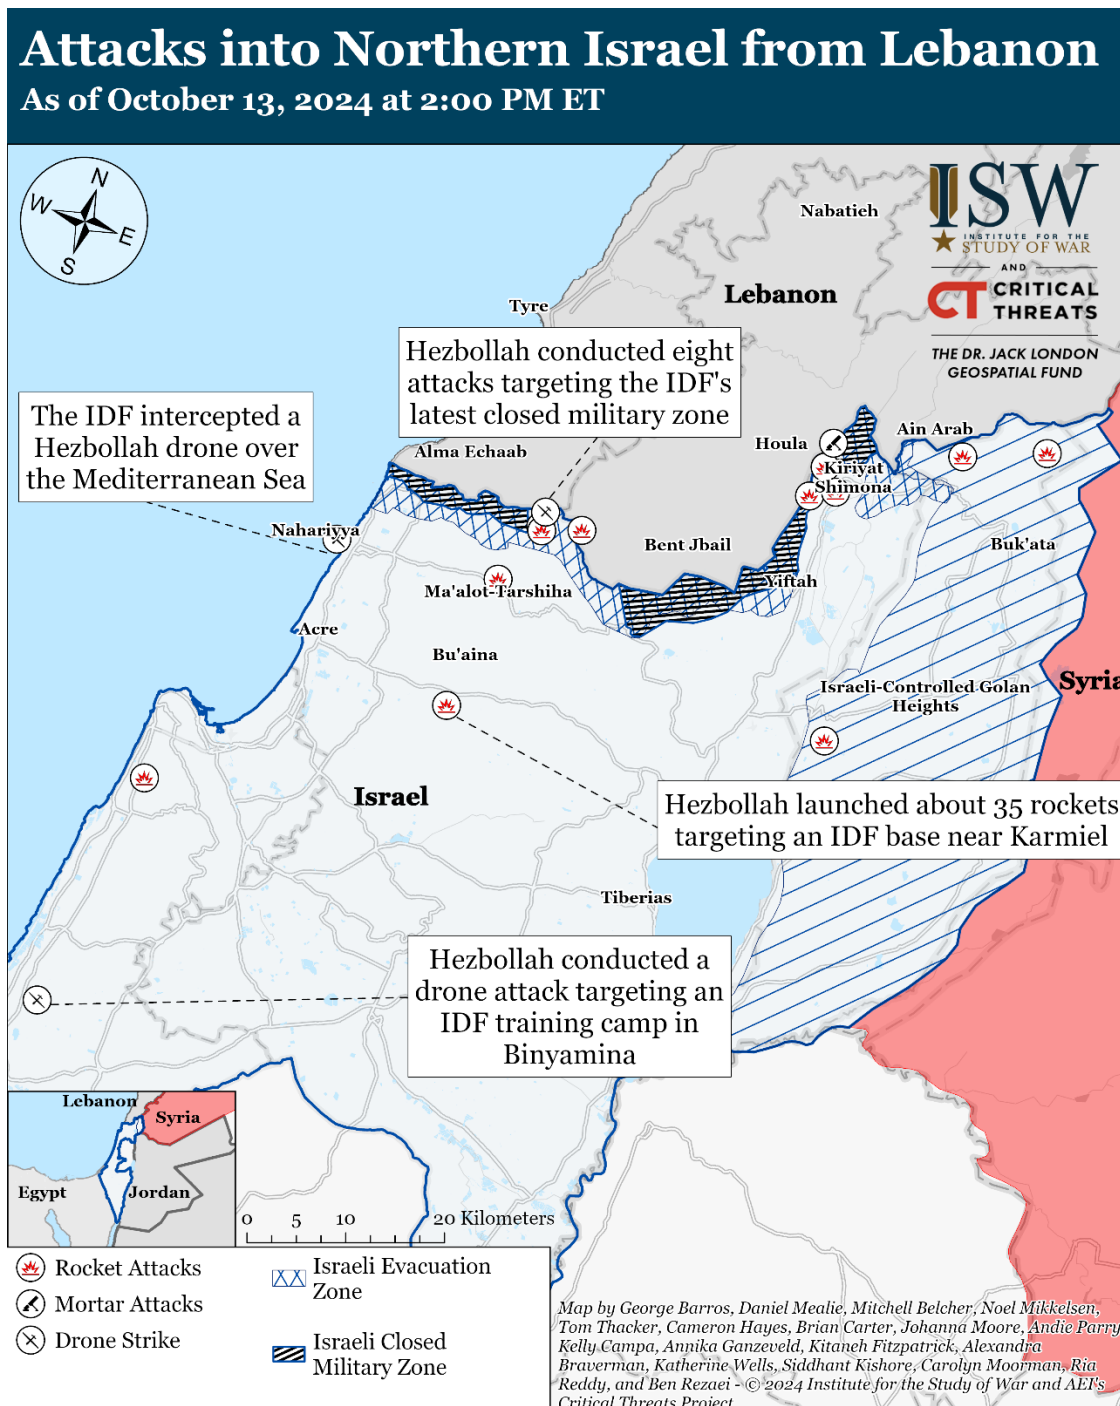 Attacks into Northern Israel from Lebanon
As of October 13, 2024 at 2:00 PM ET
N
W
E
S
ISW
INSTITUTE FOR THE
STUDY OF WAR
AND
CT CRITICAL
THREATS
THE DR. JACK LONDON
GEOSPATIAL FUND
Nabatieh
Lebanon
Tyre
Hezbollah conducted eight
attacks targeting the IDF's
latest closed military zone
The IDF intercepted a
Hezbollah drone over
the Mediterranean Sea
Alma Echaab
Houla
Ain Arab
Kiriyat
Shimona
Nahariyya
Bent Jbail
Buk'ata
Yiftah
Ma'alot-Tarshiha
Acre
Bu'aina
Israeli-Controlled Golan
Heights
Syria
Israel
Hezbollah launched about 35 rockets
targeting an IDF base near Karmiel
Tiberias
Hezbollah conducted a
drone attack targeting an
IDF training camp in
Binyamina
Lebanon
Syria
Egypt
Jordan
0 5 10 20 Kilometers
Rocket Attacks
Mortar Attacks
Drone Strike
Israeli Evacuation
Zone
Israeli Closed
Military Zone
Map by George Barros, Daniel Mealie, Mitchell Belcher, Noel Mikkelsen,
Tom Thacker, Cameron Hayes, Brian Carter, Johanna Moore, Andie Parry
Kelly Campa, Annika Ganzeveld, Kitaneh Fitzpatrick, Alexandra
Braverman, Katherine Wells, Siddhant Kishore, Carolyn Moorman, Ria
Reddy, and Ben Rezaei - © 2024 Institute for the Study of War and AEI's
Critical Threats Project